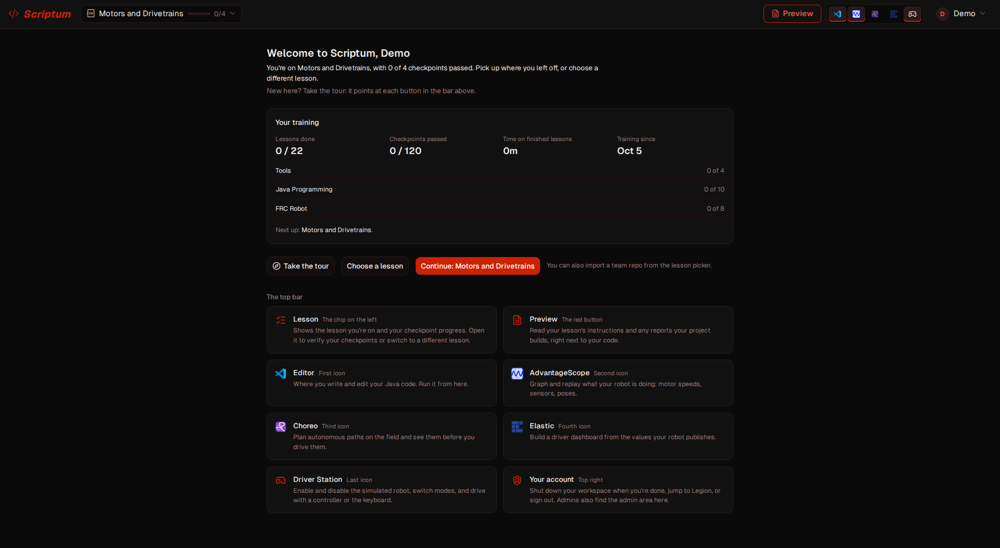 Scriptum
Motors and Drivetrains 0/4
Preview
D Demo
Welcome to Scriptum, Demo
You're on Motors and Drivetrains, with 0 of 4 checkpoints passed. Pick up where you left off, or choose a
different lesson.
New here? Take the tour: it points at each button in the bar above.
Your training
Lessons done
0 / 22
Checkpoints passed
0 / 120
Time on finished lessons
0m
Training since
Oct 5
Tools 0 of 4
Java Programming 0 of 10
FRC Robot 0 of 8
Next up: Motors and Drivetrains.
Take the tour
Choose a lesson
Continue: Motors and Drivetrains
You can also import a team repo from the lesson picker.
The top bar
Lesson The chip on the left
Shows the lesson you're on and your checkpoint progress. Open
it to verify your checkpoints or switch to a different lesson.
Preview The red button
Read your lesson's instructions and any reports your project
builds, right next to your code.
Editor First icon
Where you write and edit your Java code. Run it from here.
AdvantageScope Second icon
Graph and replay what your robot is doing: motor speeds,
sensors, poses.
Choreo Third icon
Plan autonomous paths on the field and see them before you
drive them.
Elastic Fourth icon
Build a driver dashboard from the values your robot publishes.
Driver Station Last icon
Enable and disable the simulated robot, switch modes, and drive
with a controller or the keyboard.
Your account Top right
Shut down your workspace when you're done, jump to Legion, or
sign out. Admins also find the admin area here.